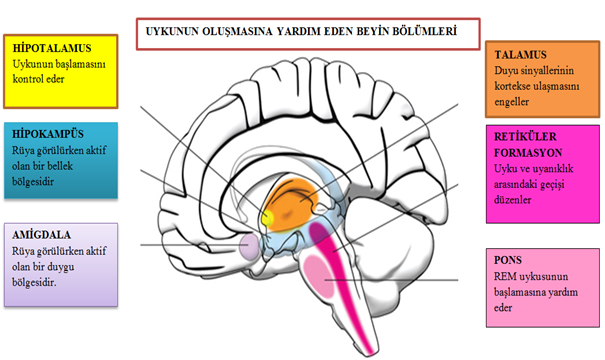 UYKUNUN OLUŞMASINA YARDIM EDEN BEYİN BÖLÜMLERİ
HİPOTALAMUS
Uykunun başlamasını
kontrol eder
HİPOKAMPÜS
Rüya görülürken aktif
olan bir bellek
bölgesidir
AMİGDALA
Rüya görülürken aktif
olan bir duygu
bölgesidir.
TALAMUS
Duyu sinyallerinin
kortekse ulaşmasını
engeller
RETİKÜLER
FORMASYON
Uyku ve uyanıklık
arasındaki geçişi
düzenler
PONS
REM uykusunun
başlamasına yardım
eder